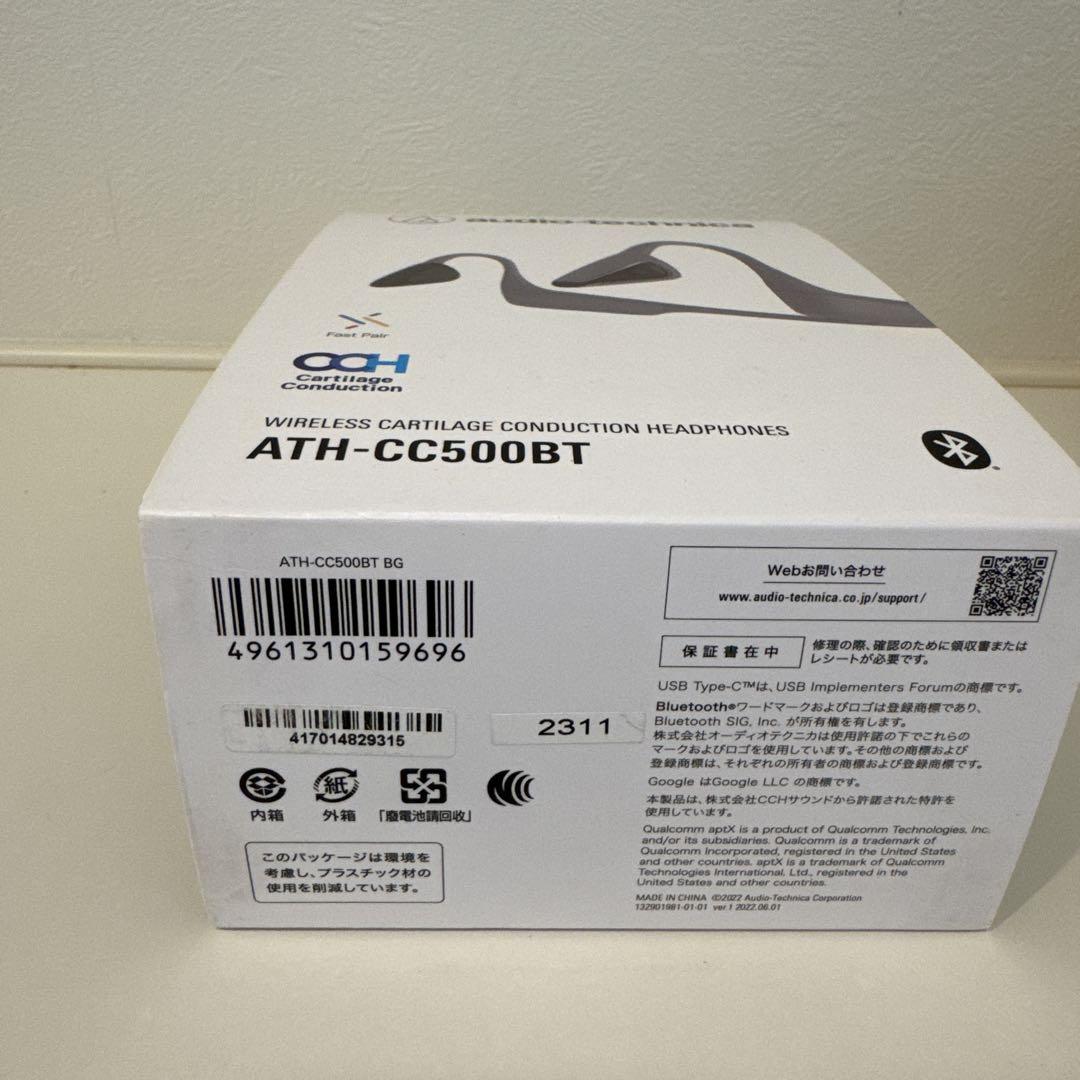 audio-technica
Fast Pair
CCH
Cartilage
Conduction
WIRELESS CARTILAGE CONDUCTION HEADPHONES
ATH-CC500BT
ATH-CC500BT BG
4961310159696
417014829315
2311
紙
内箱
外箱
「廢電池請回收」
このパッケージは環境を
考慮し、プラスチック材の
使用を削減しています。
Webお問い合わせ
www.audio-technica.co.jp/support/
保証書在中
修理の際、確認のために領収書または
レシートが必要です。
USB Type-C™は、USB Implementers Forumの商標です。
Bluetooth®ワードマークおよびロゴは登録商標であり、
Bluetooth SIG, Inc. が所有権を有します。
株式会社オーディオテクニカは使用許諾の下でこれらの
マークおよびロゴを使用しています。その他の商標および
登録商標は、それぞれの所有者の商標および登録商標です。
Google はGoogle LLC の商標です。
本製品は、株式会社CCHサウンドから許諾された特許を
使用しています。
Qualcomm aptX is a product of Qualcomm Technologies, Inc.
and/or its subsidiaries. Qualcomm is a trademark of
Qualcomm Incorporated, registered in the United States
and other countries. aptX is a trademark of Qualcomm
Technologies International, Ltd., registered in the
United States and other countries.
MADE IN CHINA ©2022 Audio-Technica Corporation
132901981-01-01 ver.1 2022.06.01